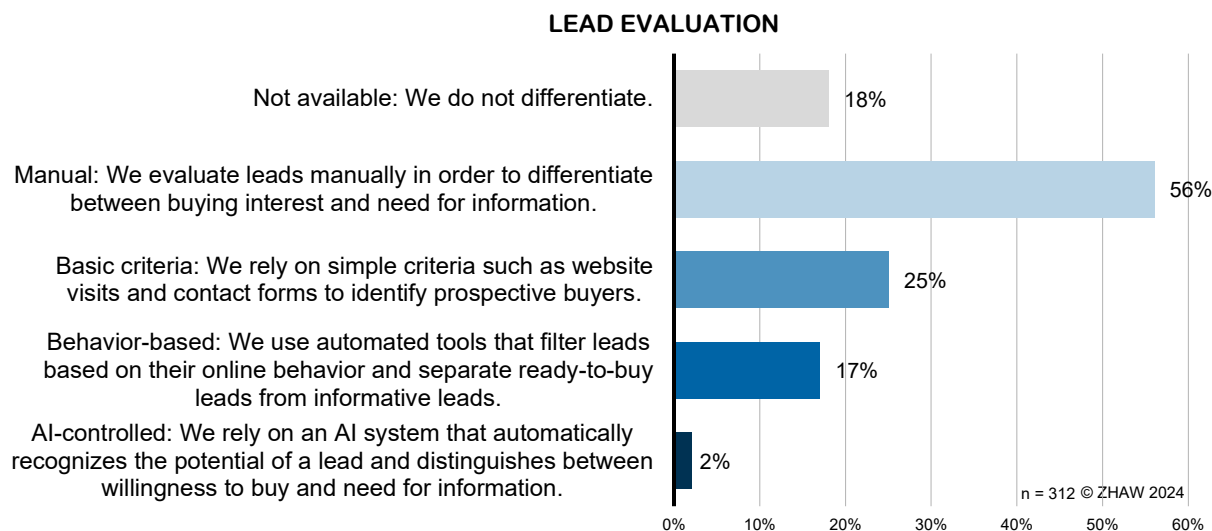 LEAD EVALUATION
Not available: We do not differentiate.
18%
Manual: We evaluate leads manually in order to differentiate
between buying interest and need for information.
56%
Basic criteria: We rely on simple criteria such as website
visits and contact forms to identify prospective buyers.
25%
Behavior-based: We use automated tools that filter leads
based on their online behavior and separate ready-to-buy
leads from informative leads.
17%
AI-controlled: We rely on an AI system that automatically
recognizes the potential of a lead and distinguishes between
willingness to buy and need for information.
2%
n = 312 © ZHAW 2024
0% 10% 20% 30% 40% 50% 60%